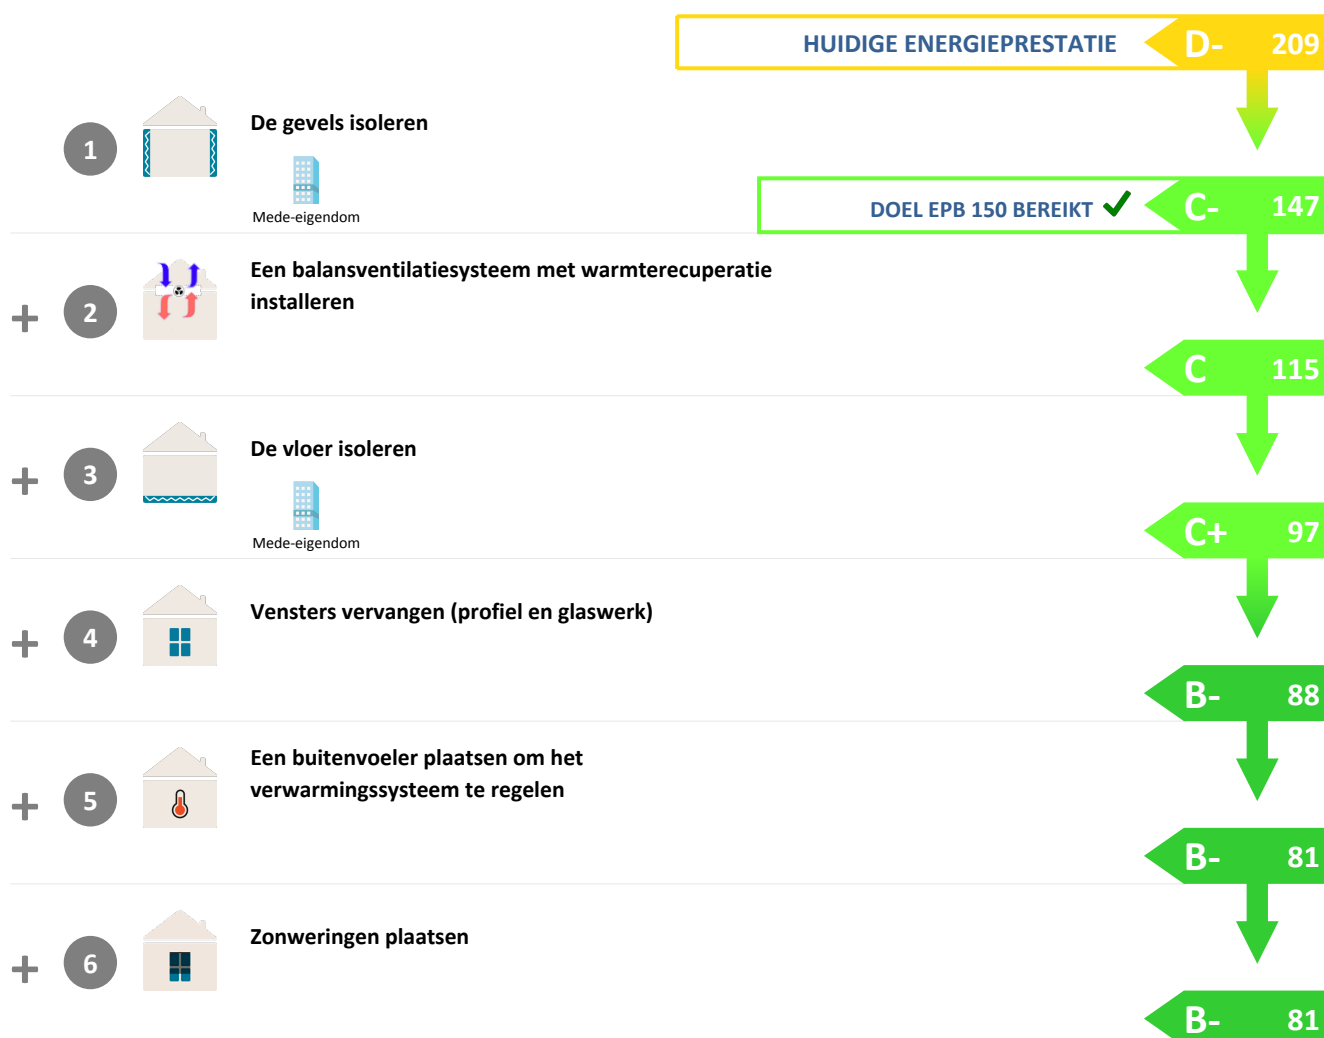 HUIDIGE ENERGIEPRESTATIE D- 209
1 De gevels isoleren
Mede-eigendom
DOEL EPB 150 BEREIKT ✔ C- 147
+ 2 Een balansventilatiesysteem met warmterecuperatie
installeren
C 115
+ 3 De vloer isoleren
Mede-eigendom
C+ 97
+ 4 Vensters vervangen (profiel en glaswerk)
B- 88
+ 5 Een buitenvoeler plaatsen om het
verwarmingssysteem te regelen
B- 81
+ 6 Zonweringen plaatsen
B- 81